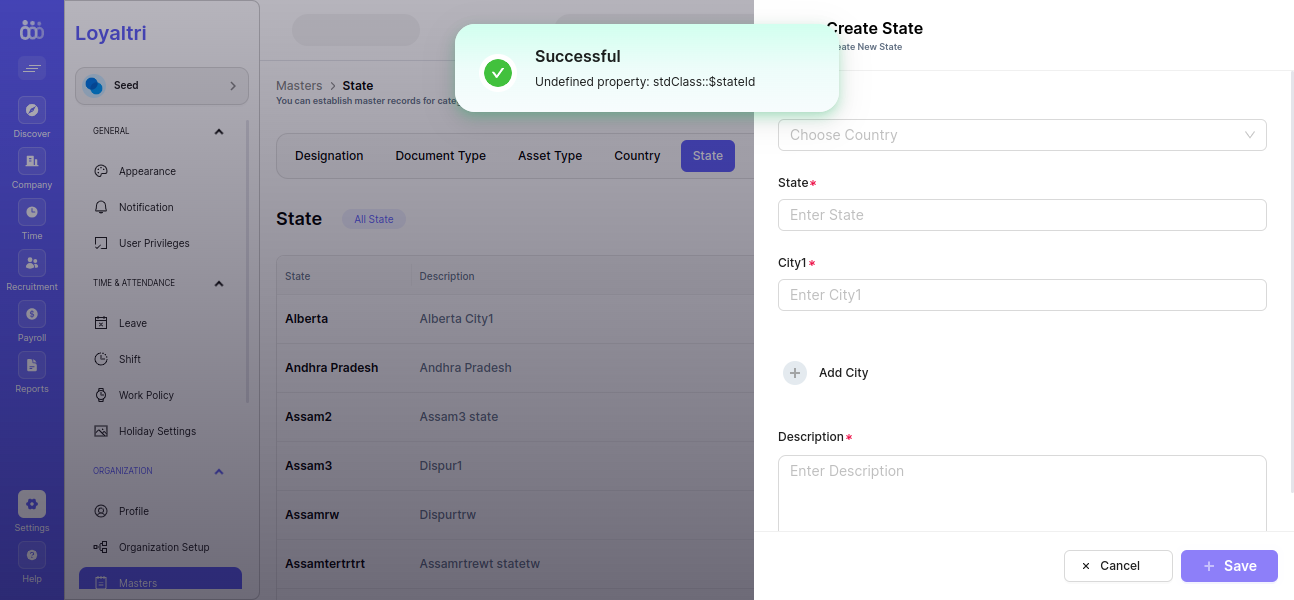 Loyaltri
Seed
Discover
Company
Time
Recruitment
Payroll
Reports
Settings
Help
GENERAL
Appearance
Notification
User Privileges
TIME & ATTENDANCE
Leave
Shift
Work Policy
Holiday Settings
ORGANIZATION
Profile
Organization Setup
Masters
Masters > State
You can establish master records for cate
Designation Document Type Asset Type Country State
State All State
State Description
Alberta Alberta City1
Andhra Pradesh Andhra Pradesh
Assam2 Assam3 state
Assam3 Dispur1
Assamrw Dispurtrw
Assamtertrtrt Assamrtrewt statetw
Successful
Undefined property: stdClass::$stateId
Create State
eate New State
Choose Country
State*
Enter State
City1*
Enter City1
Add City
Description*
Enter Description
Cancel
Save